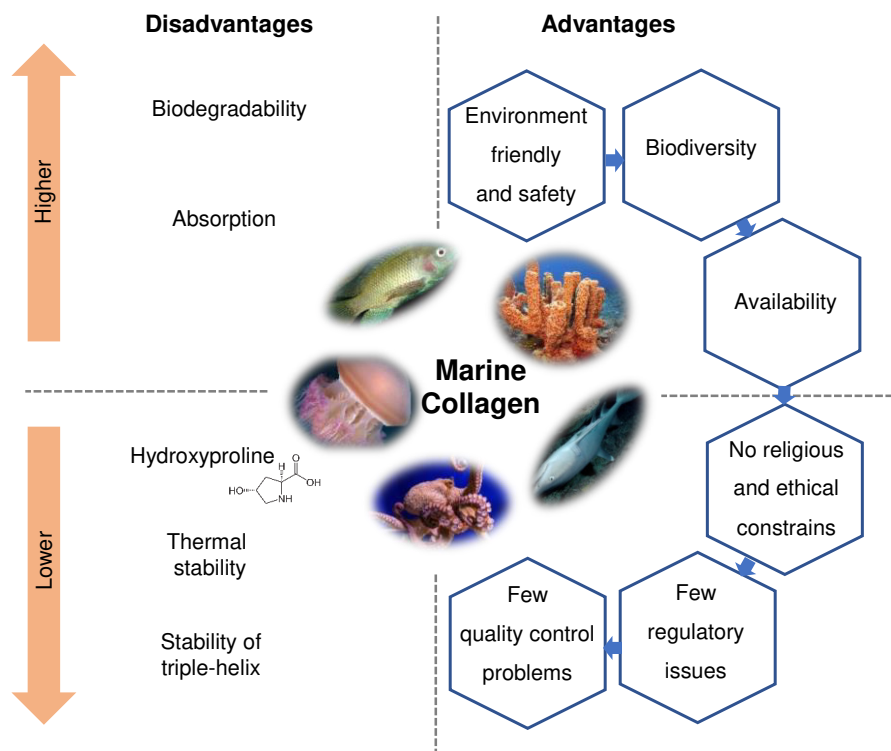 Disadvantages
Advantages
Higher
Biodegradability
Absorption
Environment
friendly
and safety
Biodiversity
Availability
Marine
Collagen
Lower
Hydroxyproline
H
O
OH
HO
NH
Thermal
stability
Stability of
triple-helix
No religious
and ethical
constrains
Few
regulatory
issues
Few
quality control
problems